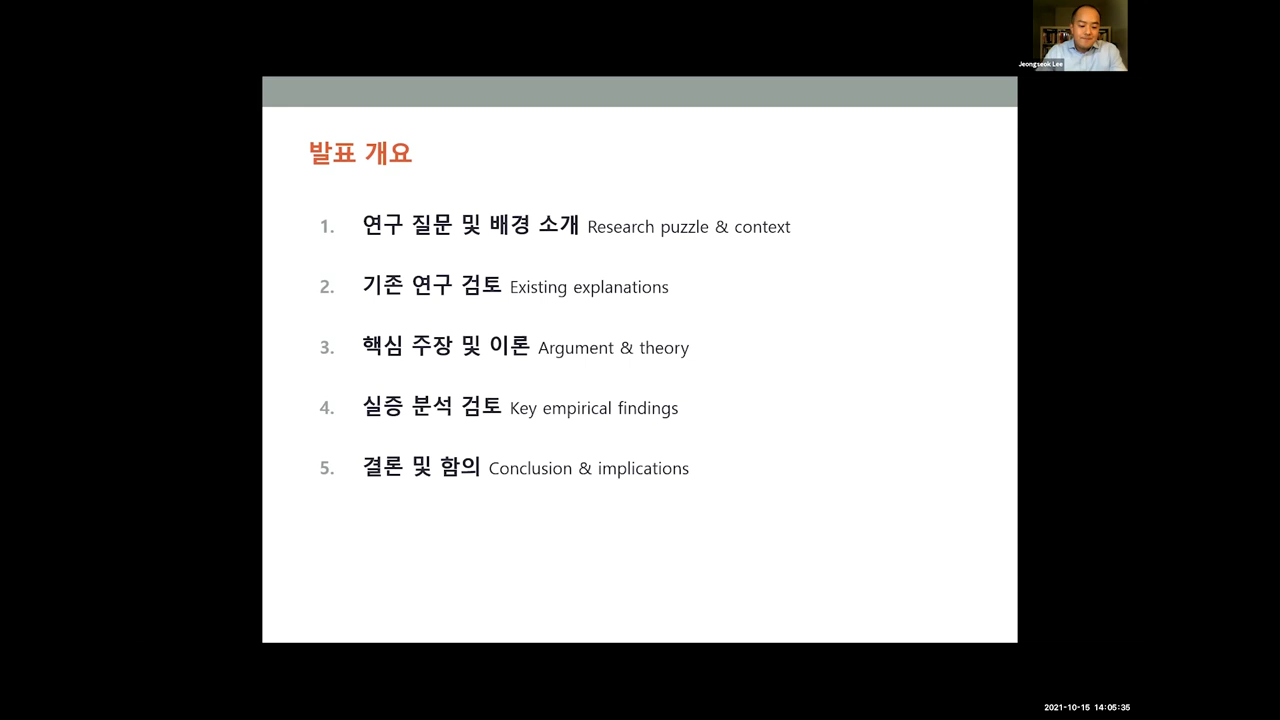 Jeongseok Lee
발표 개요
1. 연구 질문 및 배경 소개 Research puzzle & context
2. 기존 연구 검토 Existing explanations
3. 핵심 주장 및 이론 Argument & theory
4. 실증 분석 검토 Key empirical findings
5. 결론 및 함의 Conclusion & implications
2021-10-15 14:05:35